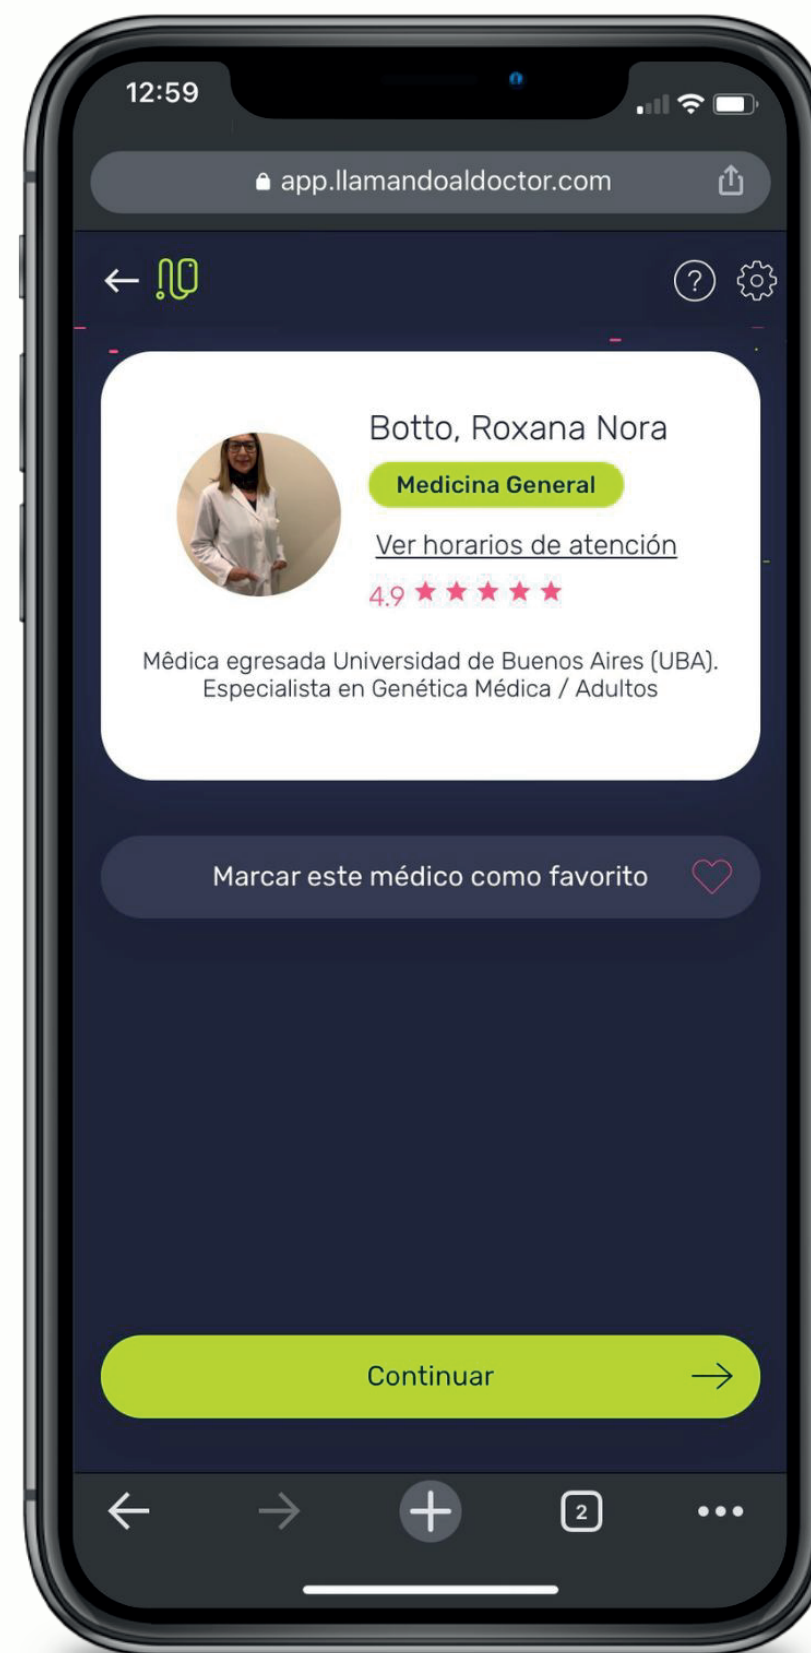 12:59
app.llamandoaldoctor.com
?
Botto, Roxana Nora
Medicina General
Ver horarios de atención
4.9
Mêdica egresada Universidad de Buenos Aires (UBA).
Especialista en Genética Médica / Adultos
Marcar este médico como favorito
Continuar
2